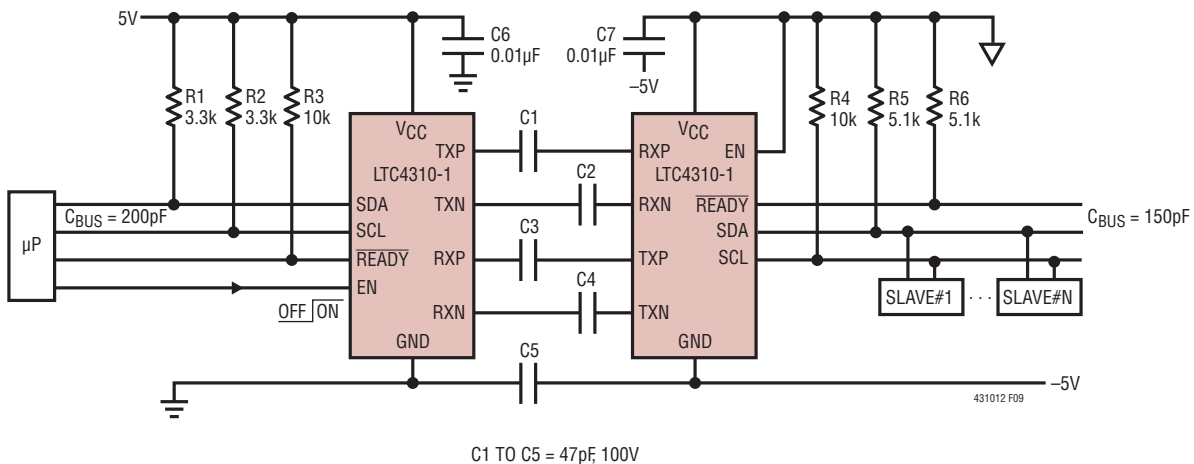 5V
C6
0.01µF
C7
0.01µF
–5V
R1
3.3k
R2
3.3k
R3
10k
R4
10k
R5
5.1k
R6
5.1k
VCC
LTC4310-1
TXP
TXN
RXP
RXN
SDA
SCL
READY
EN
GND
C1
C2
C3
C4
C5
VCC
LTC4310-1
RXP
RXN
TXP
TXN
EN
READY
SDA
SCL
GND
µP
CBUS = 200pF
OFF ON
CBUS = 150pF
SLAVE#1 · · · SLAVE#N
–5V
431012 F09
C1 TO C5 = 47pF, 100V